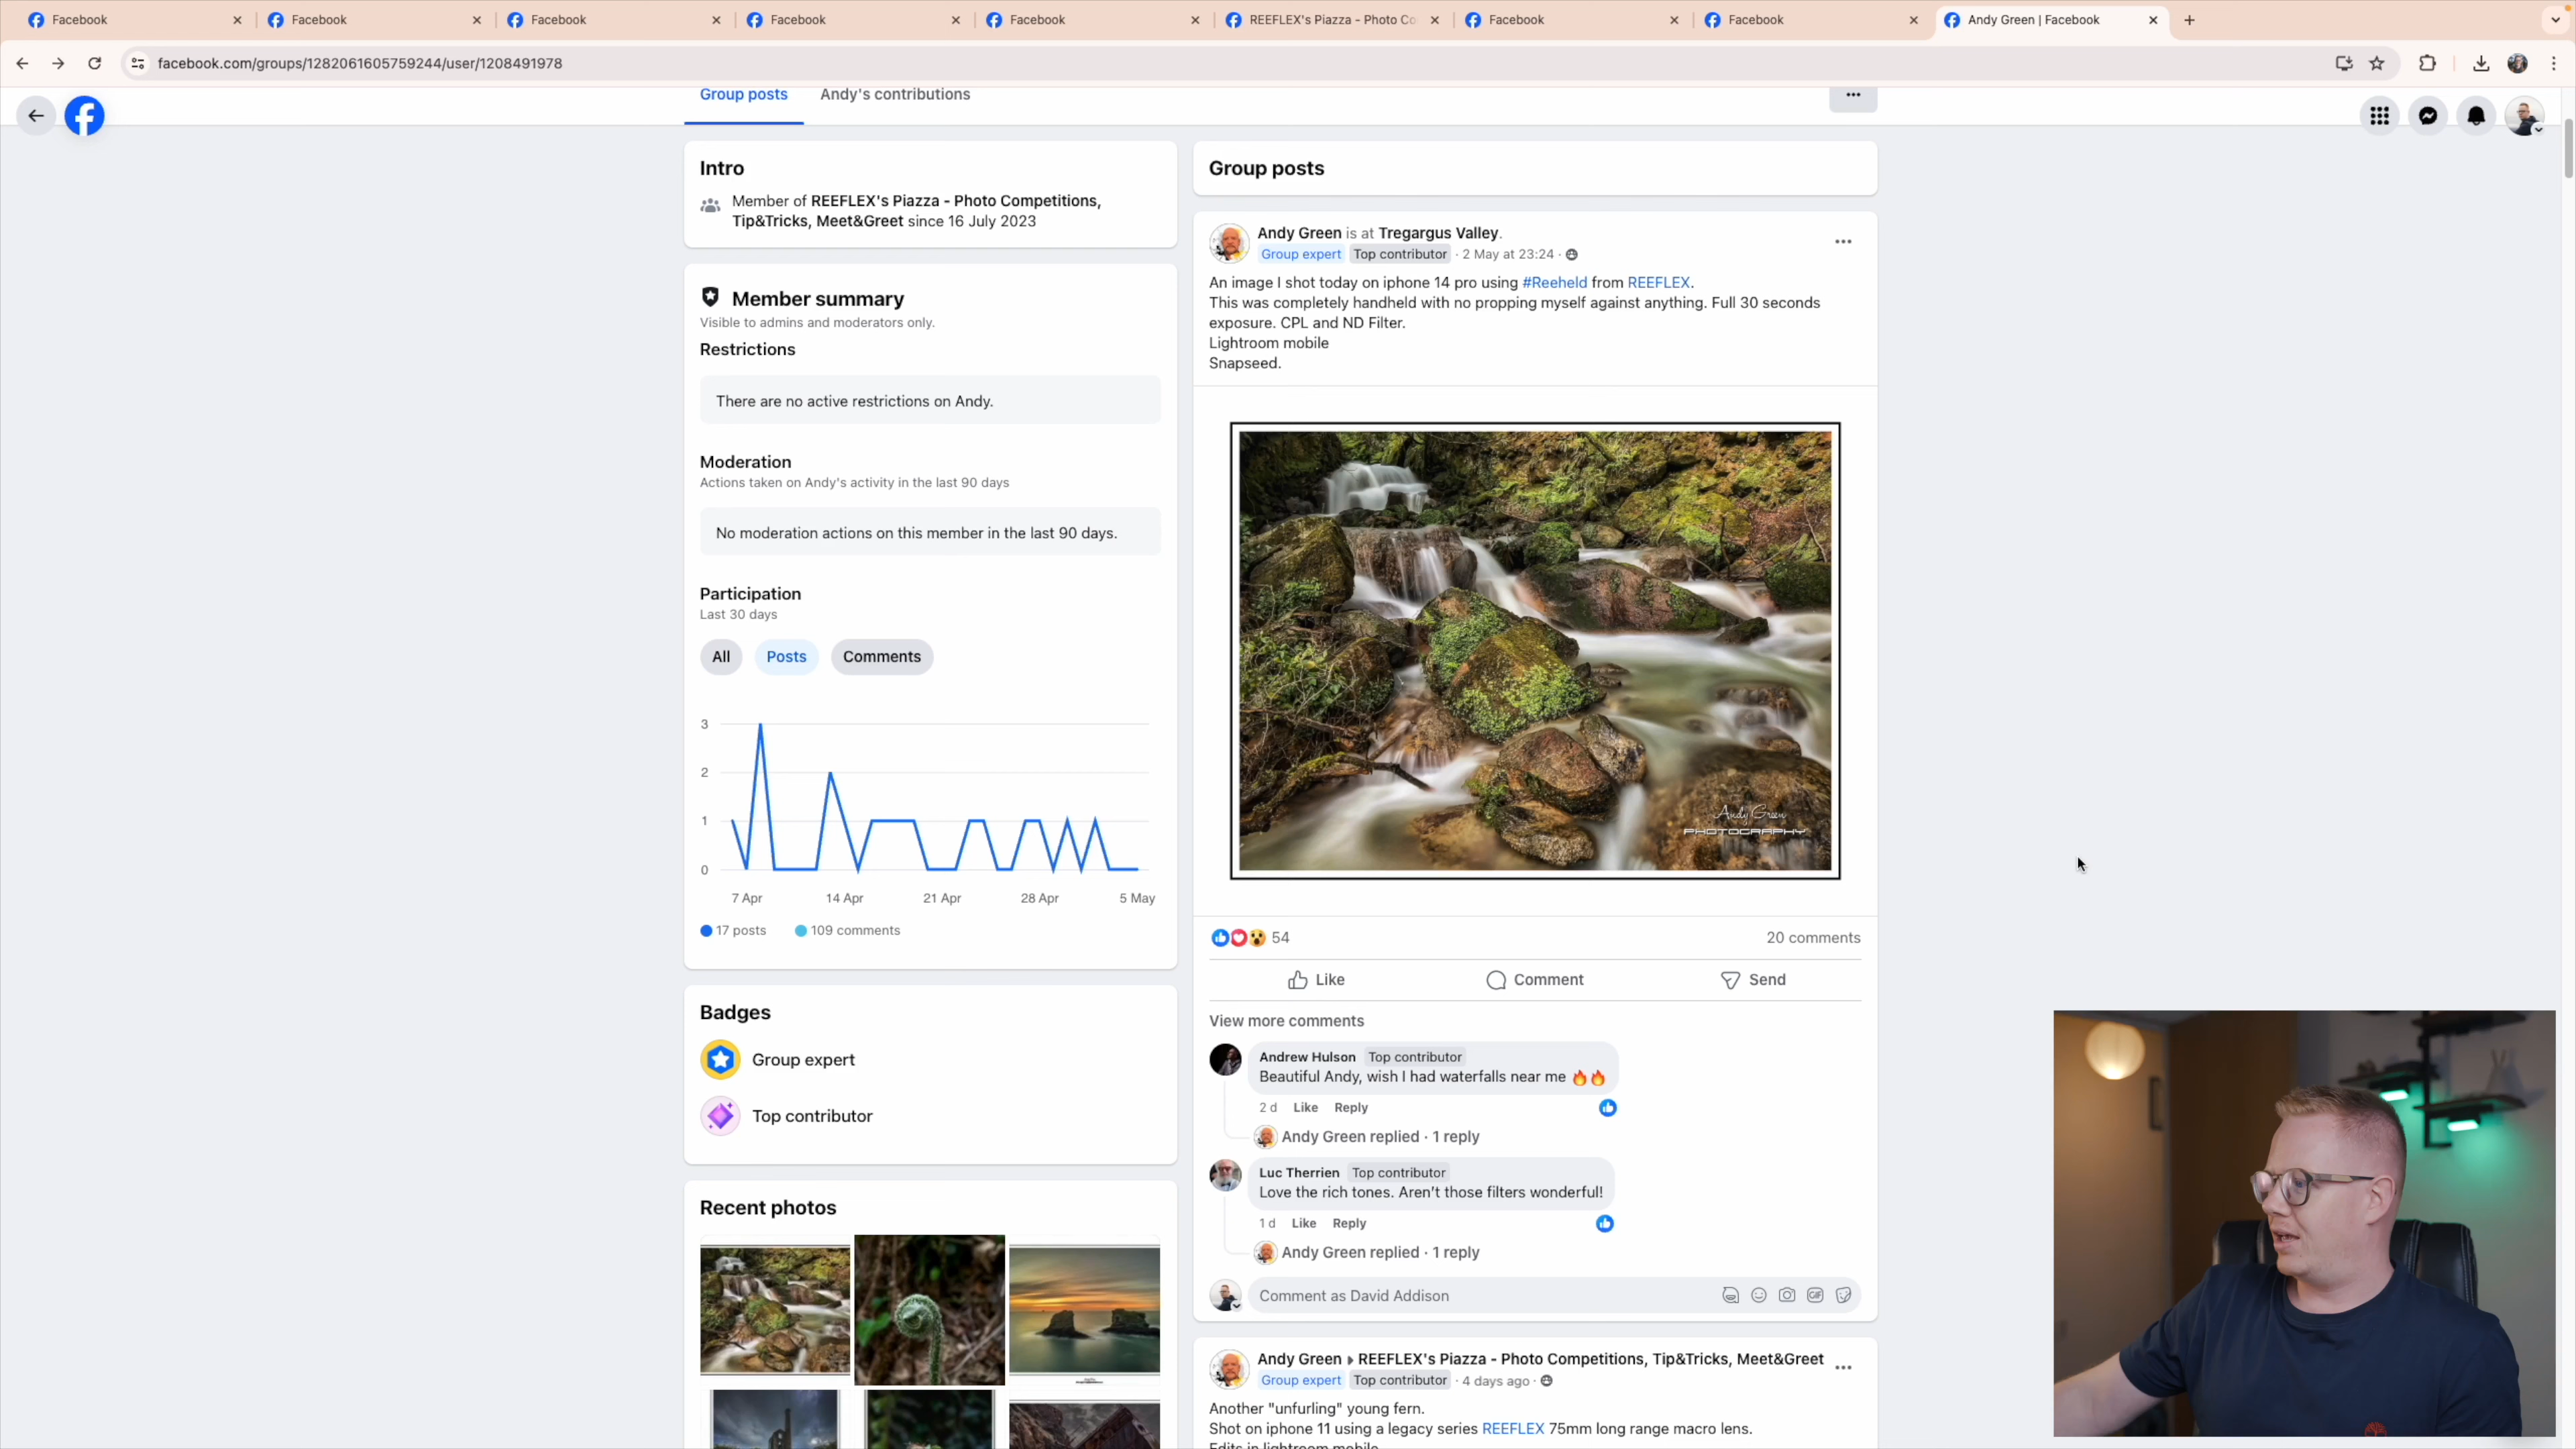 Facebook
Facebook
Facebook
Facebook
Facebook
REEFLEX's Piazza - Photo Co
Facebook
Facebook
Andy Green | Facebook
facebook.com/groups/1282061605759244/user/1208491978
Group posts
Andy's contributions
Intro
Member of REEFLEX's Piazza - Photo Competitions,
Tip&Tricks, Meet&Greet since 16 July 2023
Member summary
Visible to admins and moderators only.
Restrictions
There are no active restrictions on Andy.
Moderation
Actions taken on Andy's activity in the last 90 days
No moderation actions on this member in the last 90 days.
Participation
Last 30 days
All
Posts
Comments
3
2
1
0
7 Apr
14 Apr
21 Apr
28 Apr
5 May
17 posts
109 comments
Badges
Group expert
Top contributor
Recent photos
Group posts
Andy Green is at Tregargus Valley.
Group expert Top contributor · 2 May at 23:24 ·
An image I shot today on iphone 14 pro using #Reeheld from REEFLEX.
This was completely handheld with no propping myself against anything. Full 30 seconds
exposure. CPL and ND Filter.
Lightroom mobile
Snapseed.
Andy Green
PHOTOGRAPHY
54
20 comments
Like
Comment
Send
View more comments
Andrew Hulson Top contributor
Beautiful Andy, wish I had waterfalls near me 🔥🔥
2 d Like Reply
Andy Green replied · 1 reply
Luc Therrien Top contributor
Love the rich tones. Aren't those filters wonderful!
1 d Like Reply
Andy Green replied · 1 reply
Comment as David Addison
GIF
Andy Green ▸ REEFLEX's Piazza - Photo Competitions, Tip&Tricks, Meet&Greet
Group expert Top contributor · 4 days ago ·
Another "unfurling" young fern.
Shot on iphone 11 using a legacy series REEFLEX 75mm long range macro lens.
Edits in lightroom mobile